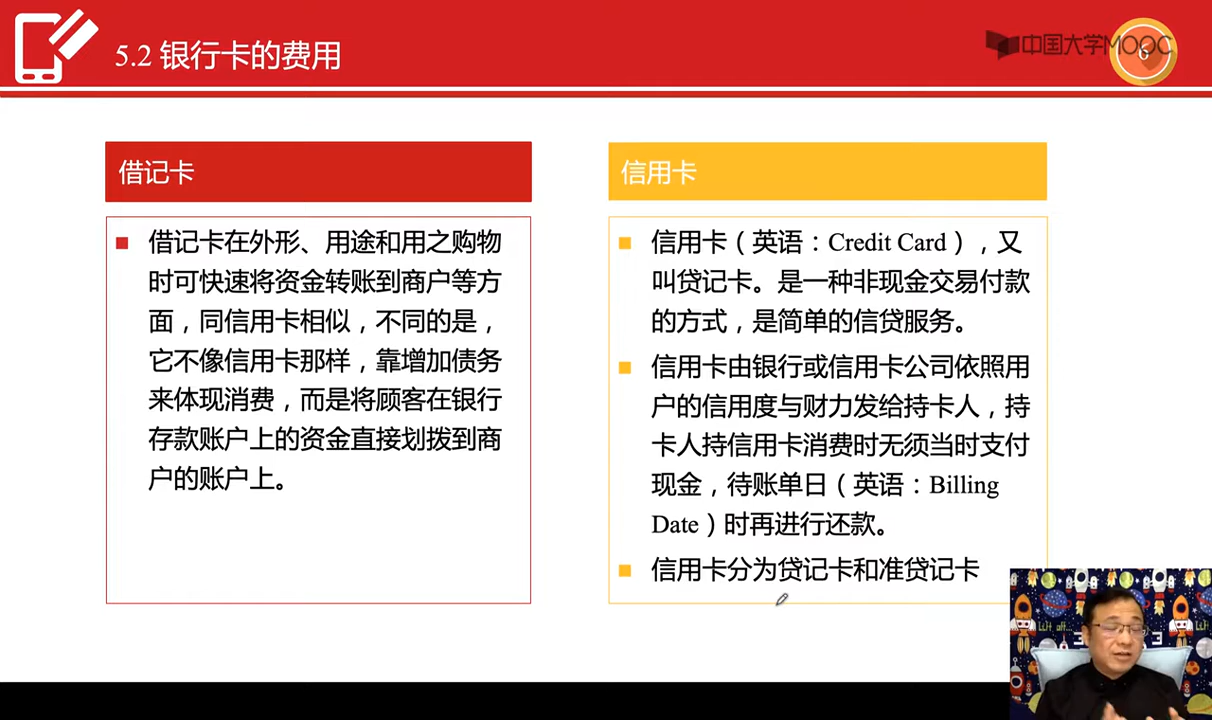 5.2 银行卡的费用
中国大学MOOC
6
借记卡
借记卡在外形、用途和用之购物
时可快速将资金转账到商户等方
面，同信用卡相似，不同的是，
它不像信用卡那样，靠增加债务
来体现消费，而是将顾客在银行
存款账户上的资金直接划拨到商
户的账户上。
信用卡
信用卡（英语：Credit Card），又
叫贷记卡。是一种非现金交易付款
的方式，是简单的信贷服务。
信用卡由银行或信用卡公司依照用
户的信用度与财力发给持卡人，持
卡人持信用卡消费时无须当时支付
现金，待账单日（英语：Billing
Date）时再进行还款。
信用卡分为贷记卡和准贷记卡